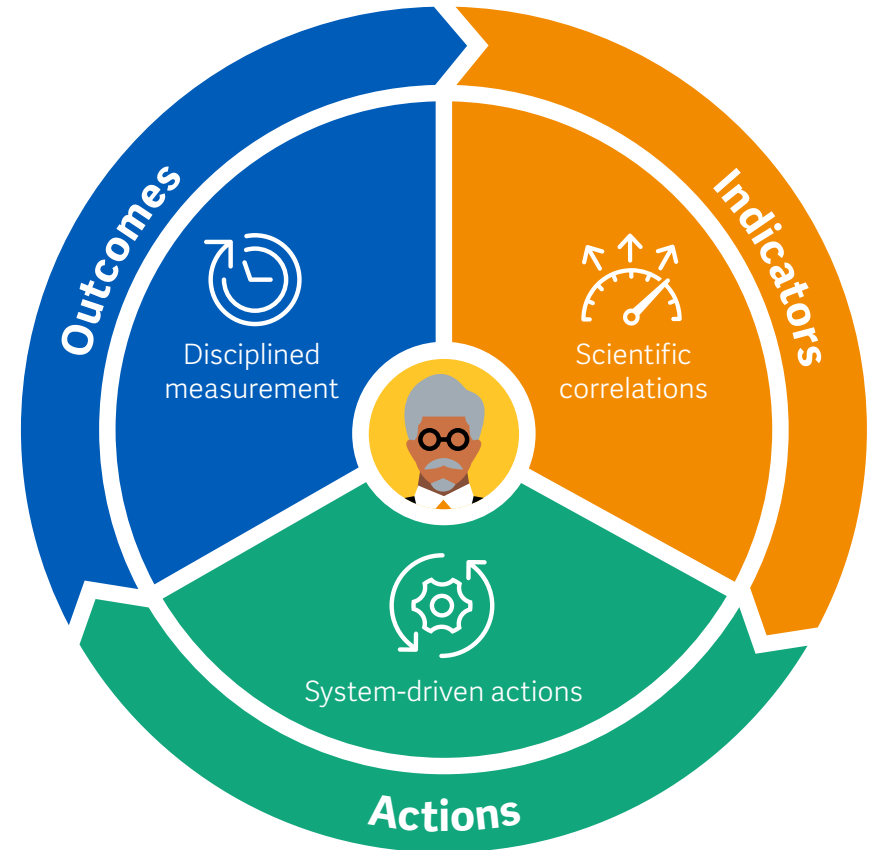 Outcomes
Indicators
Disciplined
measurement
Scientific
correlations
System-driven actions
Actions